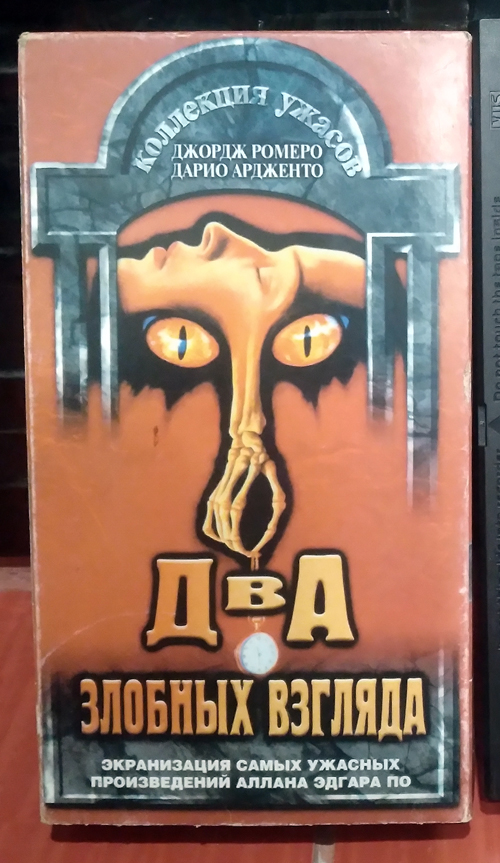 КОЛЛЕКЦИЯ УЖАСОВ
ДЖОРДЖ РОМЕРО
ДАРИО АРДЖЕНТО
ДВА
ЗЛОБНЫХ ВЗГЛЯДА
ЭКРАНИЗАЦИЯ САМЫХ УЖАСНЫХ
ПРОИЗВЕДЕНИЙ АЛЛАНА ЭДГАРА ПО